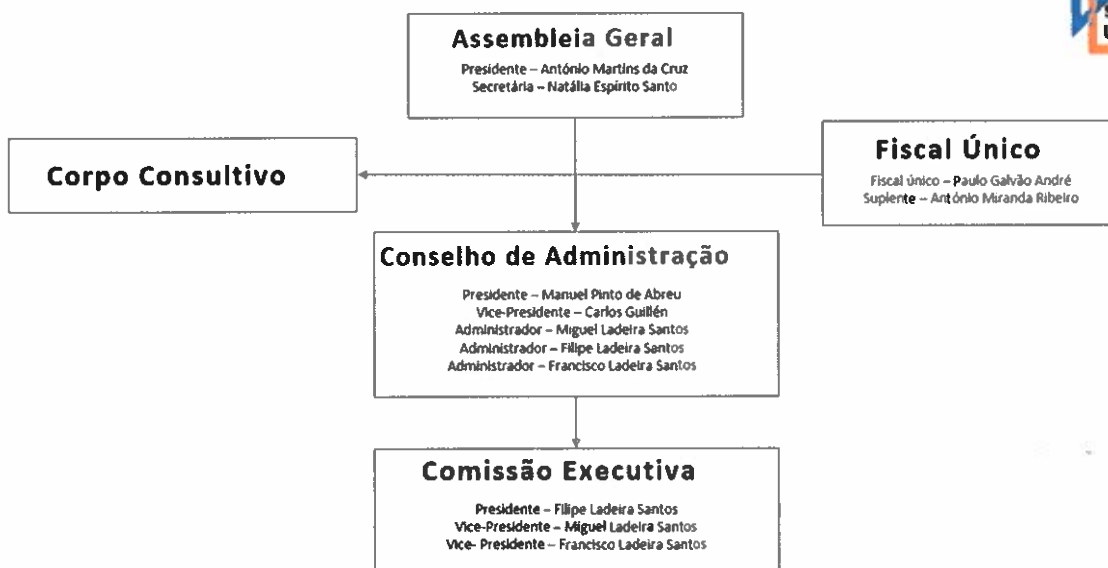 Assembleia Geral
Presidente – António Martins da Cruz
Secretária – Natália Espírito Santo
Corpo Consultivo
Fiscal Único
Fiscal único – Paulo Galvão André
Suplente – António Miranda Ribeiro
Conselho de Administração
Presidente – Manuel Pinto de Abreu
Vice-Presidente – Carlos Guillén
Administrador – Miguel Ladeira Santos
Administrador – Filipe Ladeira Santos
Administrador – Francisco Ladeira Santos
Comissão Executiva
Presidente – Filipe Ladeira Santos
Vice-Presidente – Miguel Ladeira Santos
Vice- Presidente – Francisco Ladeira Santos